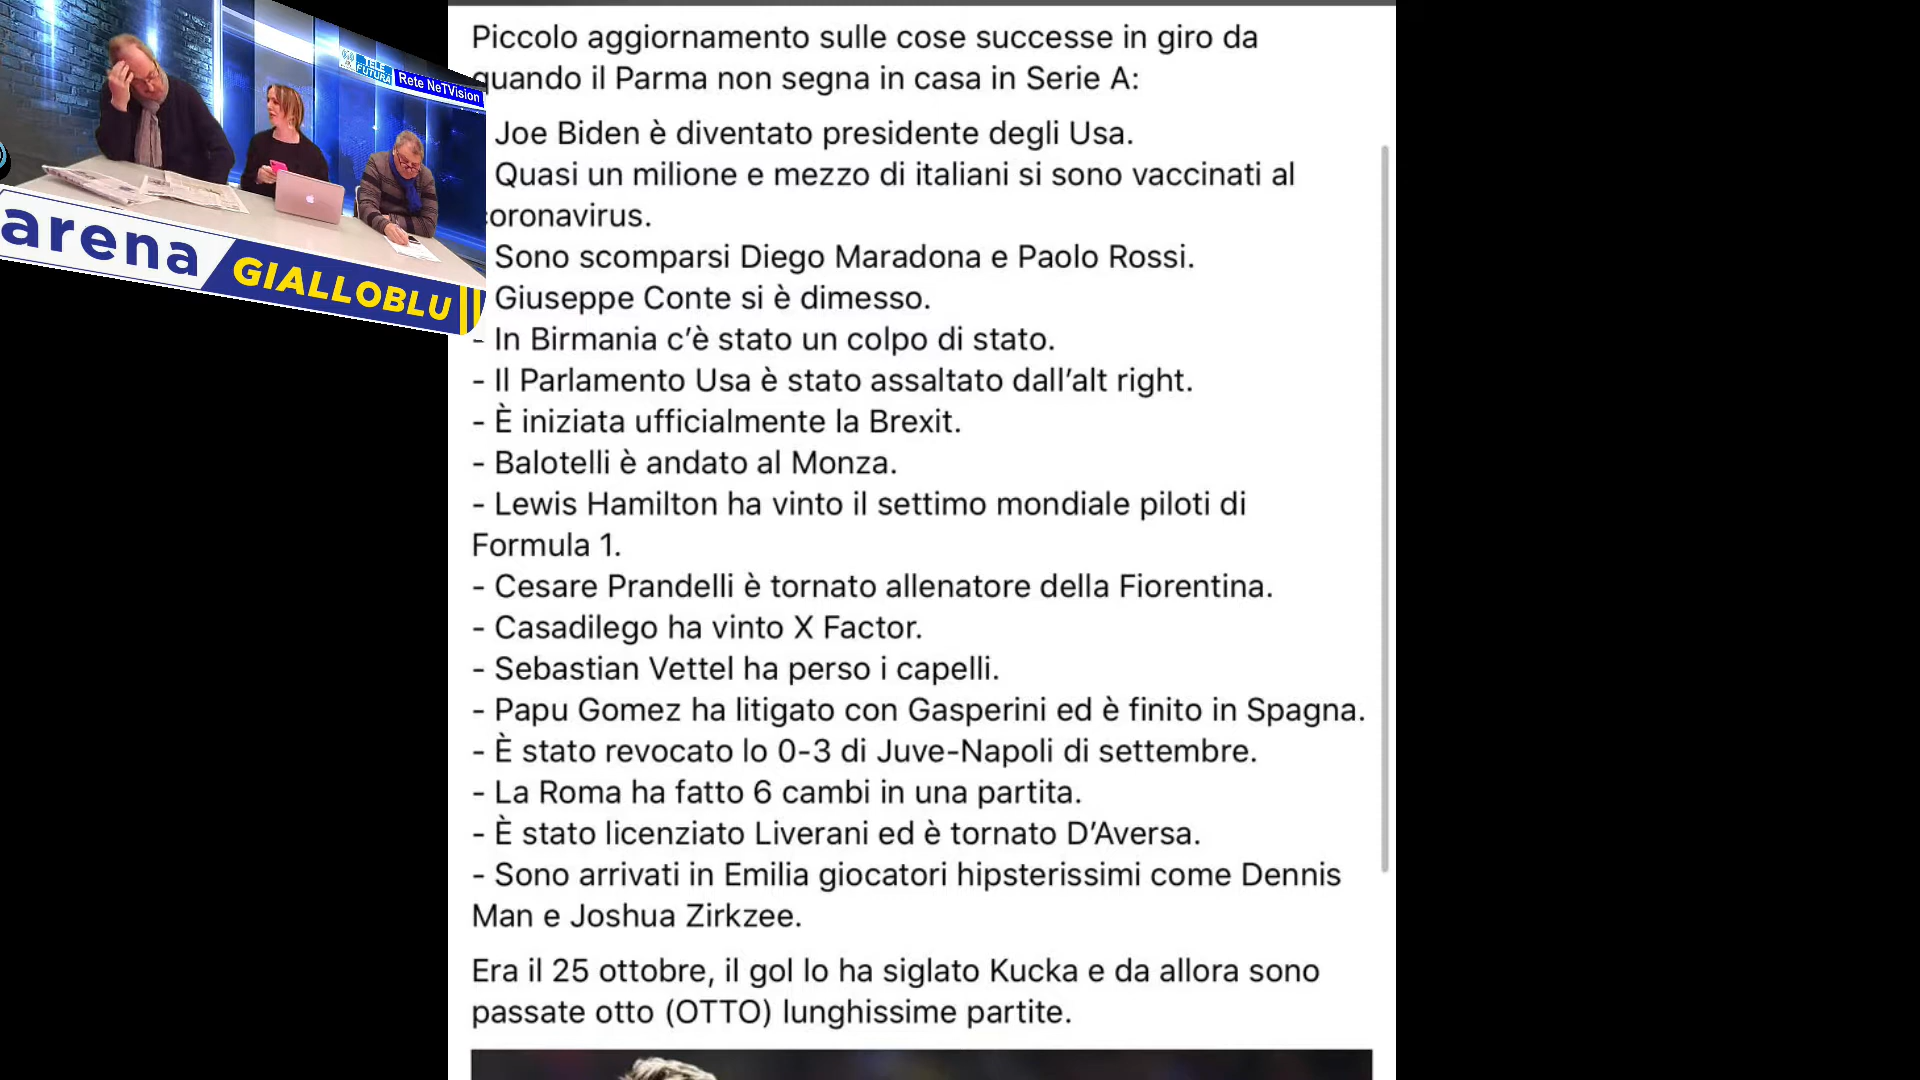 Piccolo aggiornamento sulle cose successe in giro da
quando il Parma non segna in casa in Serie A:
Joe Biden è diventato presidente degli Usa.
Quasi un milione e mezzo di italiani si sono vaccinati al
coronavirus.
Sono scomparsi Diego Maradona e Paolo Rossi.
Giuseppe Conte si è dimesso.
- In Birmania c’è stato un colpo di stato.
- Il Parlamento Usa è stato assaltato dall’alt right.
- È iniziata ufficialmente la Brexit.
- Balotelli è andato al Monza.
- Lewis Hamilton ha vinto il settimo mondiale piloti di
Formula 1.
- Cesare Prandelli è tornato allenatore della Fiorentina.
- Casadilego ha vinto X Factor.
- Sebastian Vettel ha perso i capelli.
- Papu Gomez ha litigato con Gasperini ed è finito in Spagna.
- È stato revocato lo 0-3 di Juve-Napoli di settembre.
- La Roma ha fatto 6 cambi in una partita.
- È stato licenziato Liverani ed è tornato D’Aversa.
- Sono arrivati in Emilia giocatori hipsterissimi come Dennis
Man e Joshua Zirkzee.
Era il 25 ottobre, il gol lo ha siglato Kucka e da allora sono
passate otto (OTTO) lunghissime partite.
TELE
FUTURA
Rete NeTVision
arena
GIALLOBLU